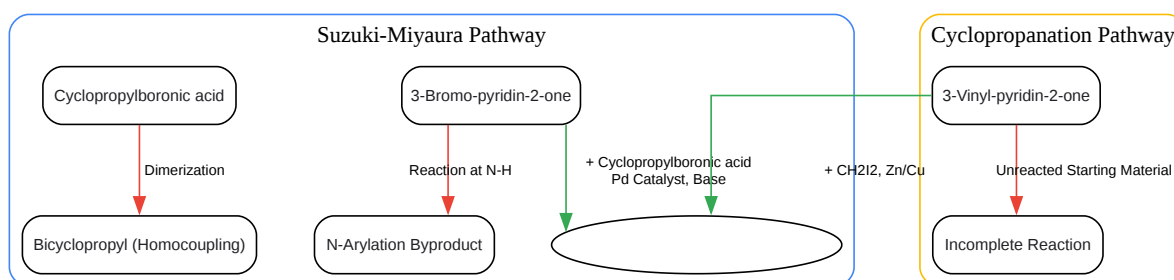 Suzuki-Miyaura Pathway
Cyclopropanation Pathway
Cyclopropylboronic acid
3-Bromo-pyridin-2-one
3-Vinyl-pyridin-2-one
Dimerization
Reaction at N-H
+ Cyclopropylboronic acid
Pd Catalyst, Base
+ CH2I2, Zn/Cu
Unreacted Starting Material
Bicyclopropyl (Homocoupling)
N-Arylation Byproduct
Incomplete Reaction